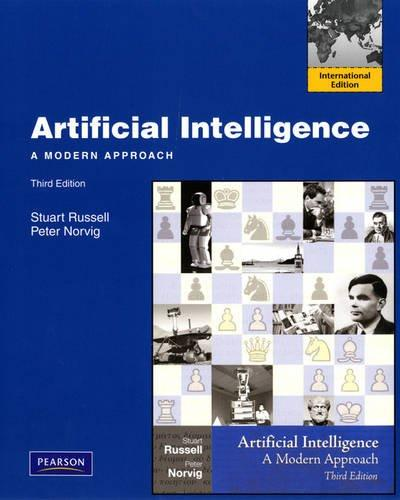 International
Edition
Artificial Intelligence
A MODERN APPROACH
Third Edition
Stuart Russell
Peter Norvig
Stuart
Russell
Peter
Norvig
Artificial Intelligence
A Modern Approach
Third Edition
PEARSON